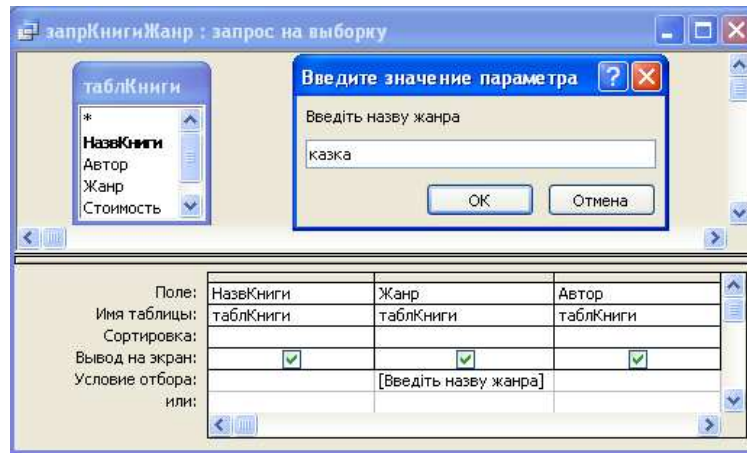 запрКнигиЖанр : запрос на выборку
таблКниги
*
НазвКниги
Автор
Жанр
Стоимость
Введите значение параметра
Введіть назву жанра
казка
ОК
Отмена
Поле: НазвКниги Жанр Автор
Имя таблицы: таблКниги таблКниги таблКниги
Сортировка:
Вывод на экран:
Условие отбора: [Введіть назву жанра]
или: